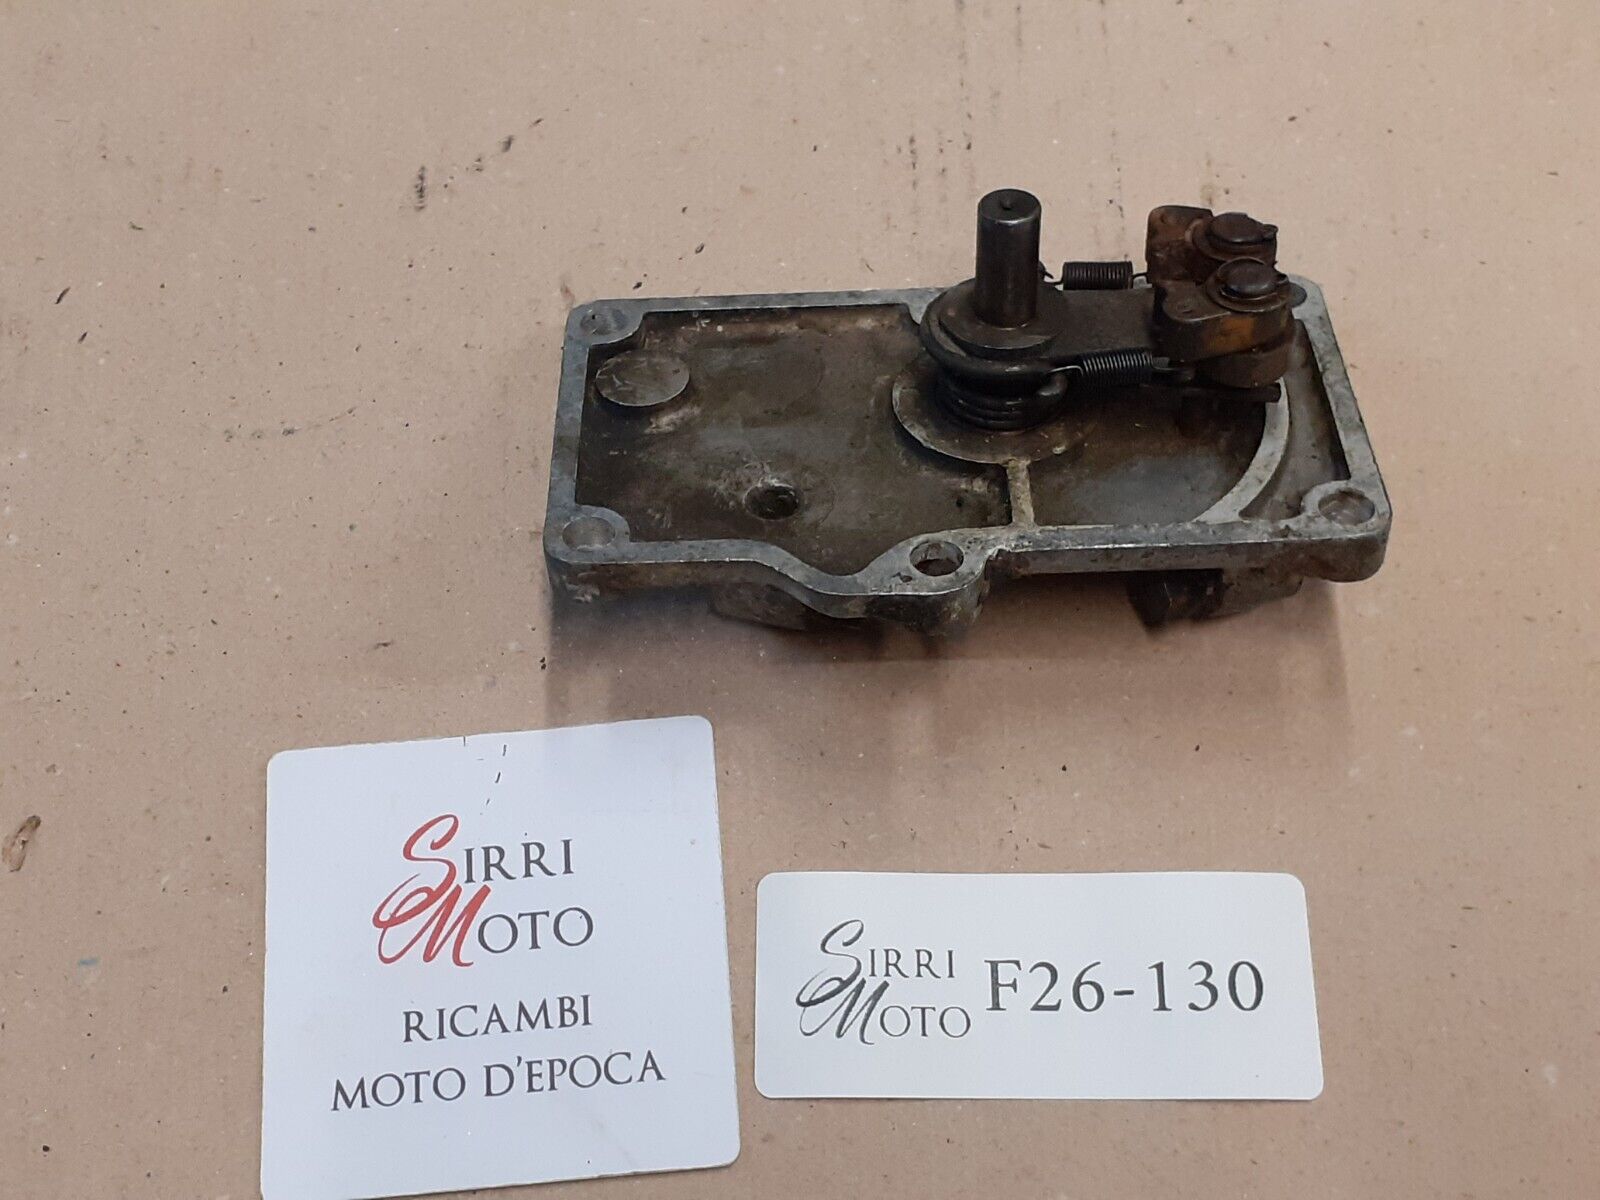 SIRRI
MOTO
RICAMBI
MOTO D'EPOCA
SIRRI
MOTO
F26-130